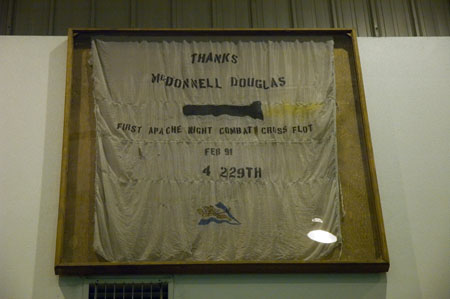 THANKS
McDONNELL DOUGLAS
FIRST APACHE NIGHT COMBAT CROSS FLOT
FEB 91
4 229TH